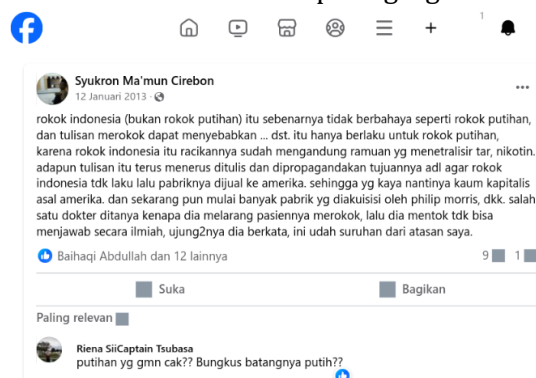 1
Syukron Ma'mun Cirebon
12 Januari 2013 ·
rokok indonesia (bukan rokok putihan) itu sebenarnya tidak berbahaya seperti rokok putihan,
dan tulisan merokok dapat menyebabkan ... dst. itu hanya berlaku untuk rokok putihan,
karena rokok indonesia itu racikannya sudah mengandung ramuan yg menetralisir tar, nikotin.
adapun tulisan itu terus menerus ditulis dan dipropagandakan tujuannya adl agar rokok
indonesia tdk laku lalu pabriknya dijual ke amerika. sehingga yg kaya nantinya kaum kapitalis
asal amerika. dan sekarang pun mulai banyak pabrik yg diakuisisi oleh philip morris, dkk. salah
satu dokter ditanya kenapa dia melarang pasiennya merokok, lalu dia mentok tdk bisa
menjawab secara ilmiah, ujung2nya dia berkata, ini udah suruhan dari atasan saya.
Baihaqi Abdullah dan 12 lainnya
9 1
Suka Bagikan
Paling relevan
Riena SiiCaptain Tsubasa
putihan yg gmn cak?? Bungkus batangnya putih??